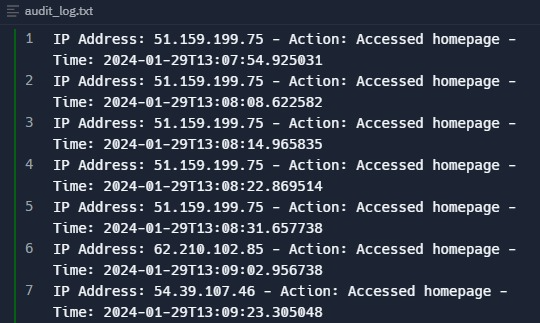 audit_log.txt
1 IP Address: 51.159.199.75 - Action: Accessed homepage -
Time: 2024-01-29T13:07:54.925031
2 IP Address: 51.159.199.75 - Action: Accessed homepage -
Time: 2024-01-29T13:08:08.622582
3 IP Address: 51.159.199.75 - Action: Accessed homepage -
Time: 2024-01-29T13:08:14.965835
4 IP Address: 51.159.199.75 - Action: Accessed homepage -
Time: 2024-01-29T13:08:22.869514
5 IP Address: 51.159.199.75 - Action: Accessed homepage -
Time: 2024-01-29T13:08:31.657738
6 IP Address: 62.210.102.85 - Action: Accessed homepage -
Time: 2024-01-29T13:09:02.956738
7 IP Address: 54.39.107.46 - Action: Accessed homepage -
Time: 2024-01-29T13:09:23.305048